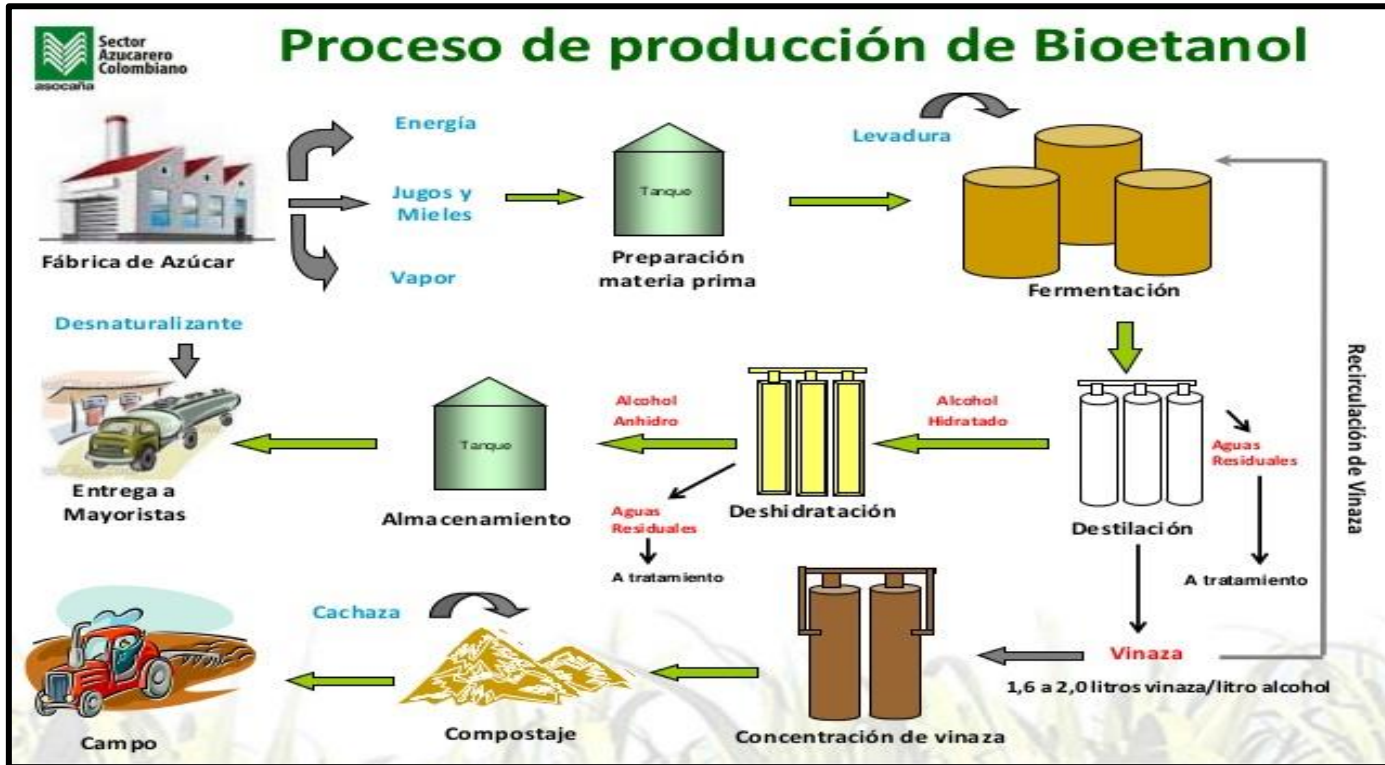 Sector
Azucarero
Colombiano
asocaña
Proceso de producción de Bioetanol
Energía
Jugos y
Mieles
Vapor
Fábrica de Azúcar
Tanque
Preparación
materia prima
Levadura
Fermentación
Recirculación de Vinaza
Desnaturalizante
Entrega a
Mayoristas
Tanque
Almacenamiento
Alcohol
Anhidro
Aguas
Residuales
A tratamiento
Deshidratación
Alcohol
Hidratado
Destilación
Aguas
Residuales
A tratamiento
Vinaza
1,6 a 2,0 litros vinaza/litro alcohol
Concentración de vinaza
Cachaza
Compostaje
Campo